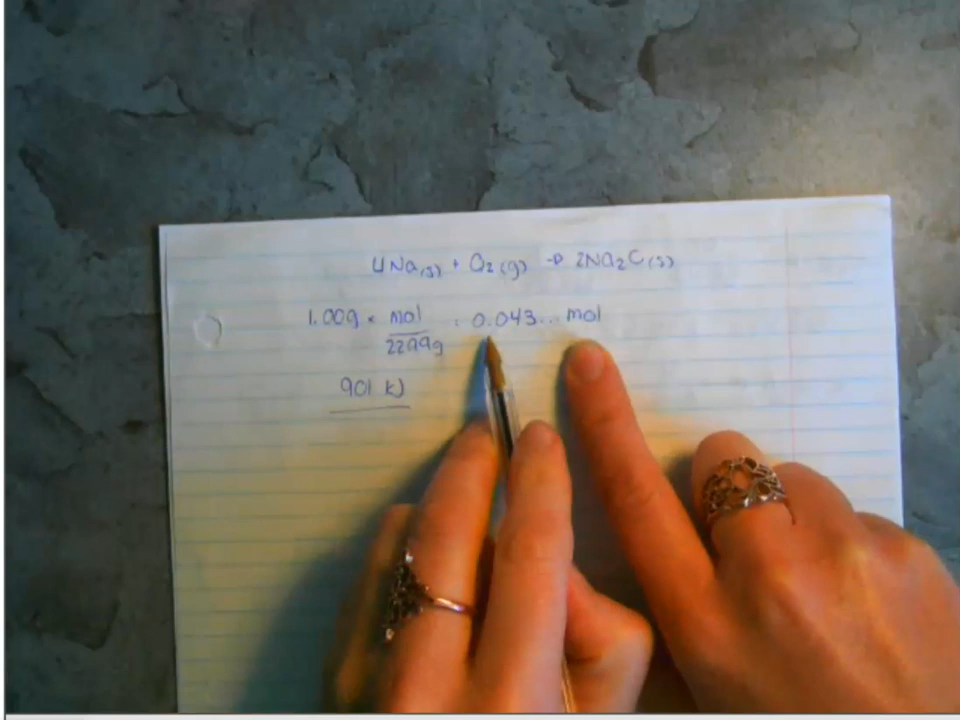 4Na(s) + O2(g) → 2Na2O(s)
1.00g × mol/22.99g = 0.043... mol
901 kJ